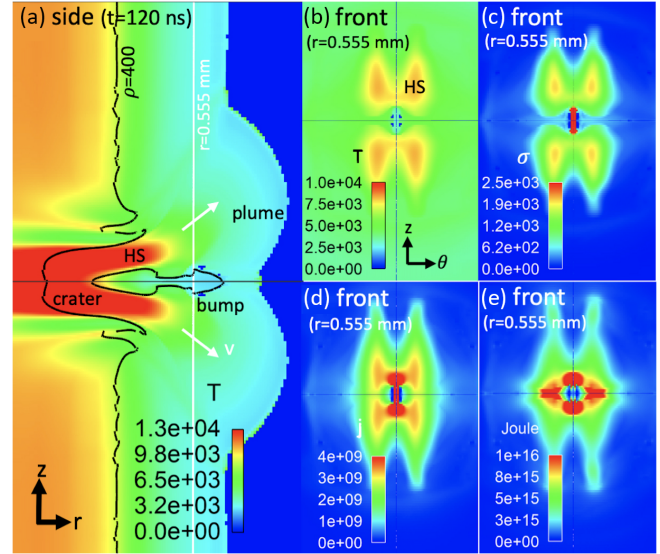 (a) side (t=120 ns)
ρ=400
r=0.555 mm
plume
HS
crater
bump
v
T
1.3e+04
9.8e+03
6.5e+03
3.2e+03
0.0e+00
z
r
(b) front
(r=0.555 mm)
HS
T
1.0e+04
7.5e+03
5.0e+03
2.5e+03
0.0e+00
z
θ
(c) front
(r=0.555 mm)
σ
2.5e+03
1.9e+03
1.3e+03
6.2e+02
0.0e+00
(d) front
(r=0.555 mm)
j
4e+09
3e+09
2e+09
1e+09
0e+00
(e) front
(r=0.555 mm)
Joule
1e+16
8e+15
5e+15
3e+15
0e+00